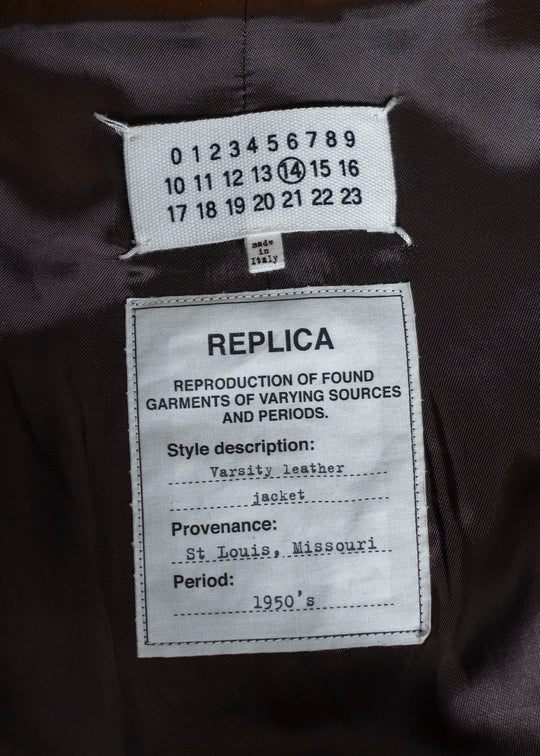 0 1 2 3 4 5 6 7 8 9
10 11 12 13 14 15 16
17 18 19 20 21 22 23
made
in
Italy
REPLICA
REPRODUCTION OF FOUND
GARMENTS OF VARYING SOURCES
AND PERIODS.
Style description:
Varsity leather
jacket
Provenance:
St Louis, Missouri
Period:
1950's